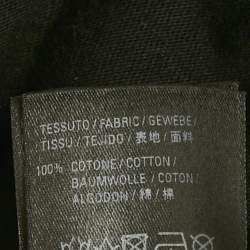 TESSUTO / FABRIC / GEWEBE /
TISSU / TEJIDO / 表地 / 面料
100% COTONE / COTTON /
BAUMWOLLE / COTON /
ALGODON / 綿 / 棉